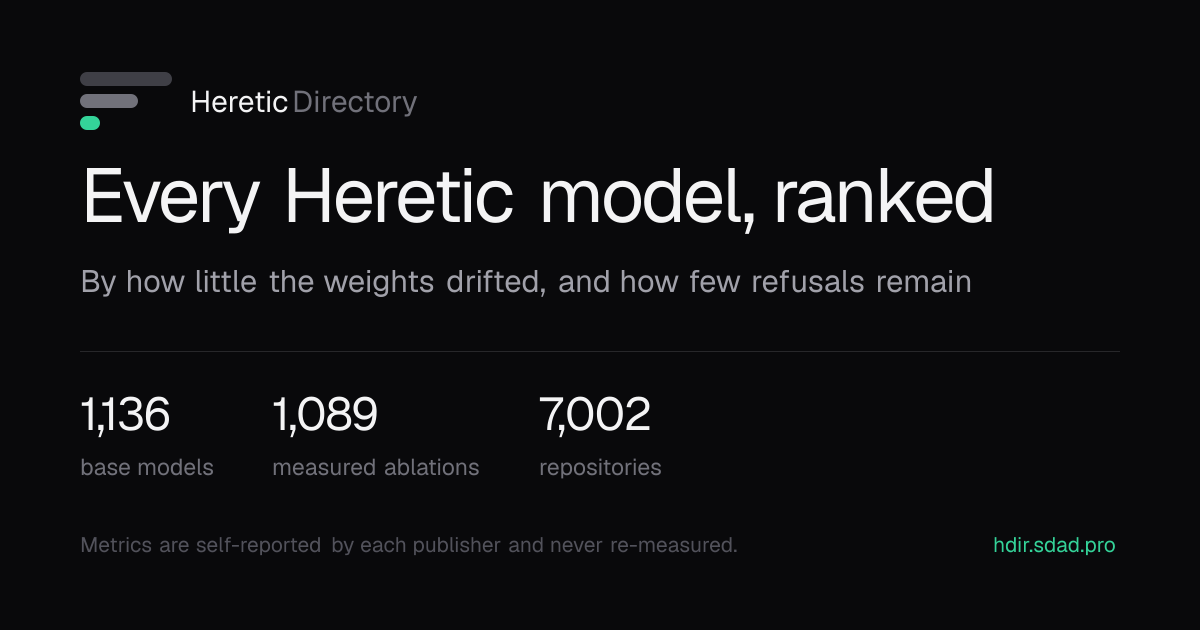 Heretic Directory
Every Heretic model, ranked
By how little the weights drifted, and how few refusals remain
1,136 1,089 7,002
base models measured ablations repositories
Metrics are self-reported by each publisher and never re-measured. hdir.sdad.pro